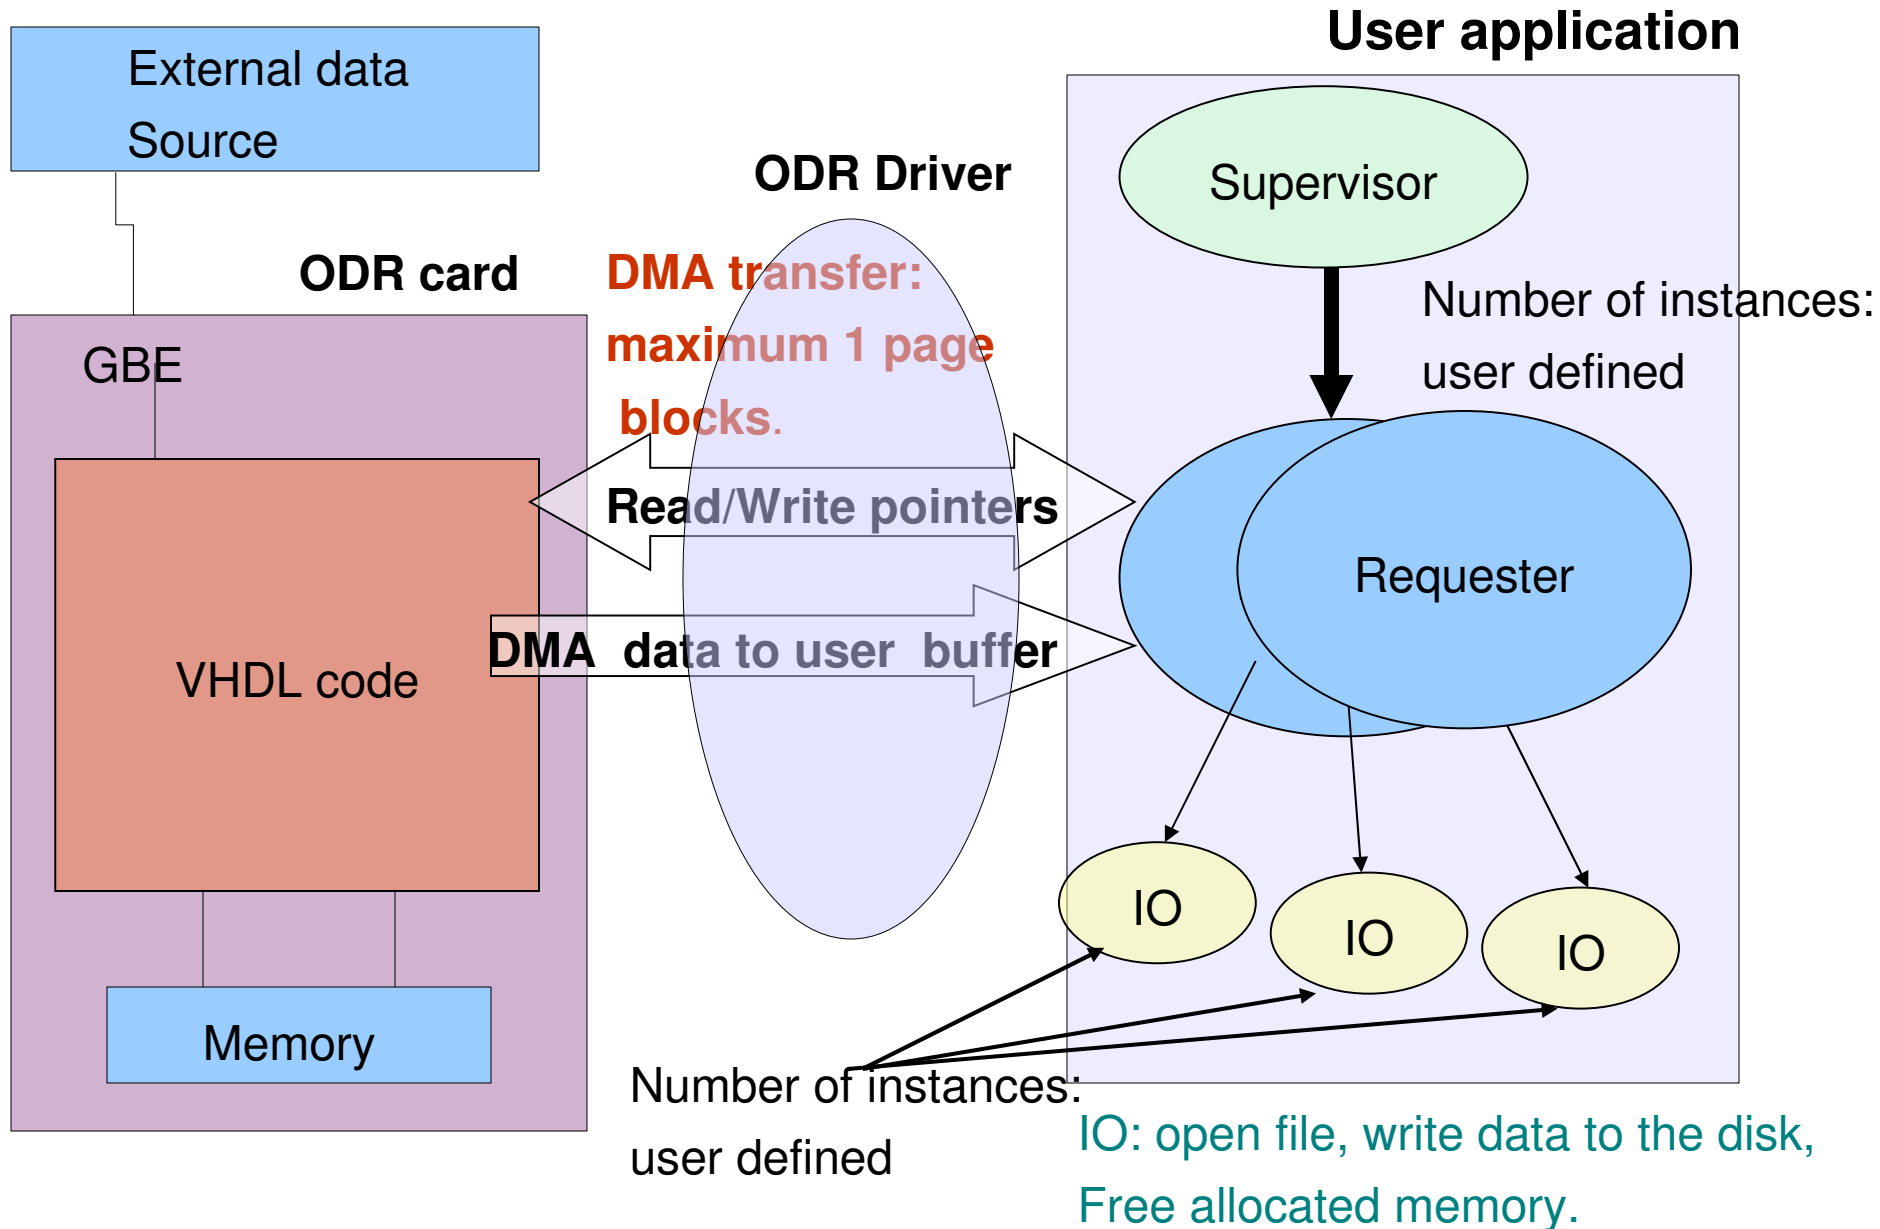 User application
External data
Source
Supervisor
ODR Driver
ODR card
DMA transfer:
maximum 1 page
blocks.
Number of instances:
user defined
GBE
Read/Write pointers
Requester
DMA data to user buffer
VHDL code
IO
IO
IO
Memory
Number of instances:
user defined
IO: open file, write data to the disk,
Free allocated memory.